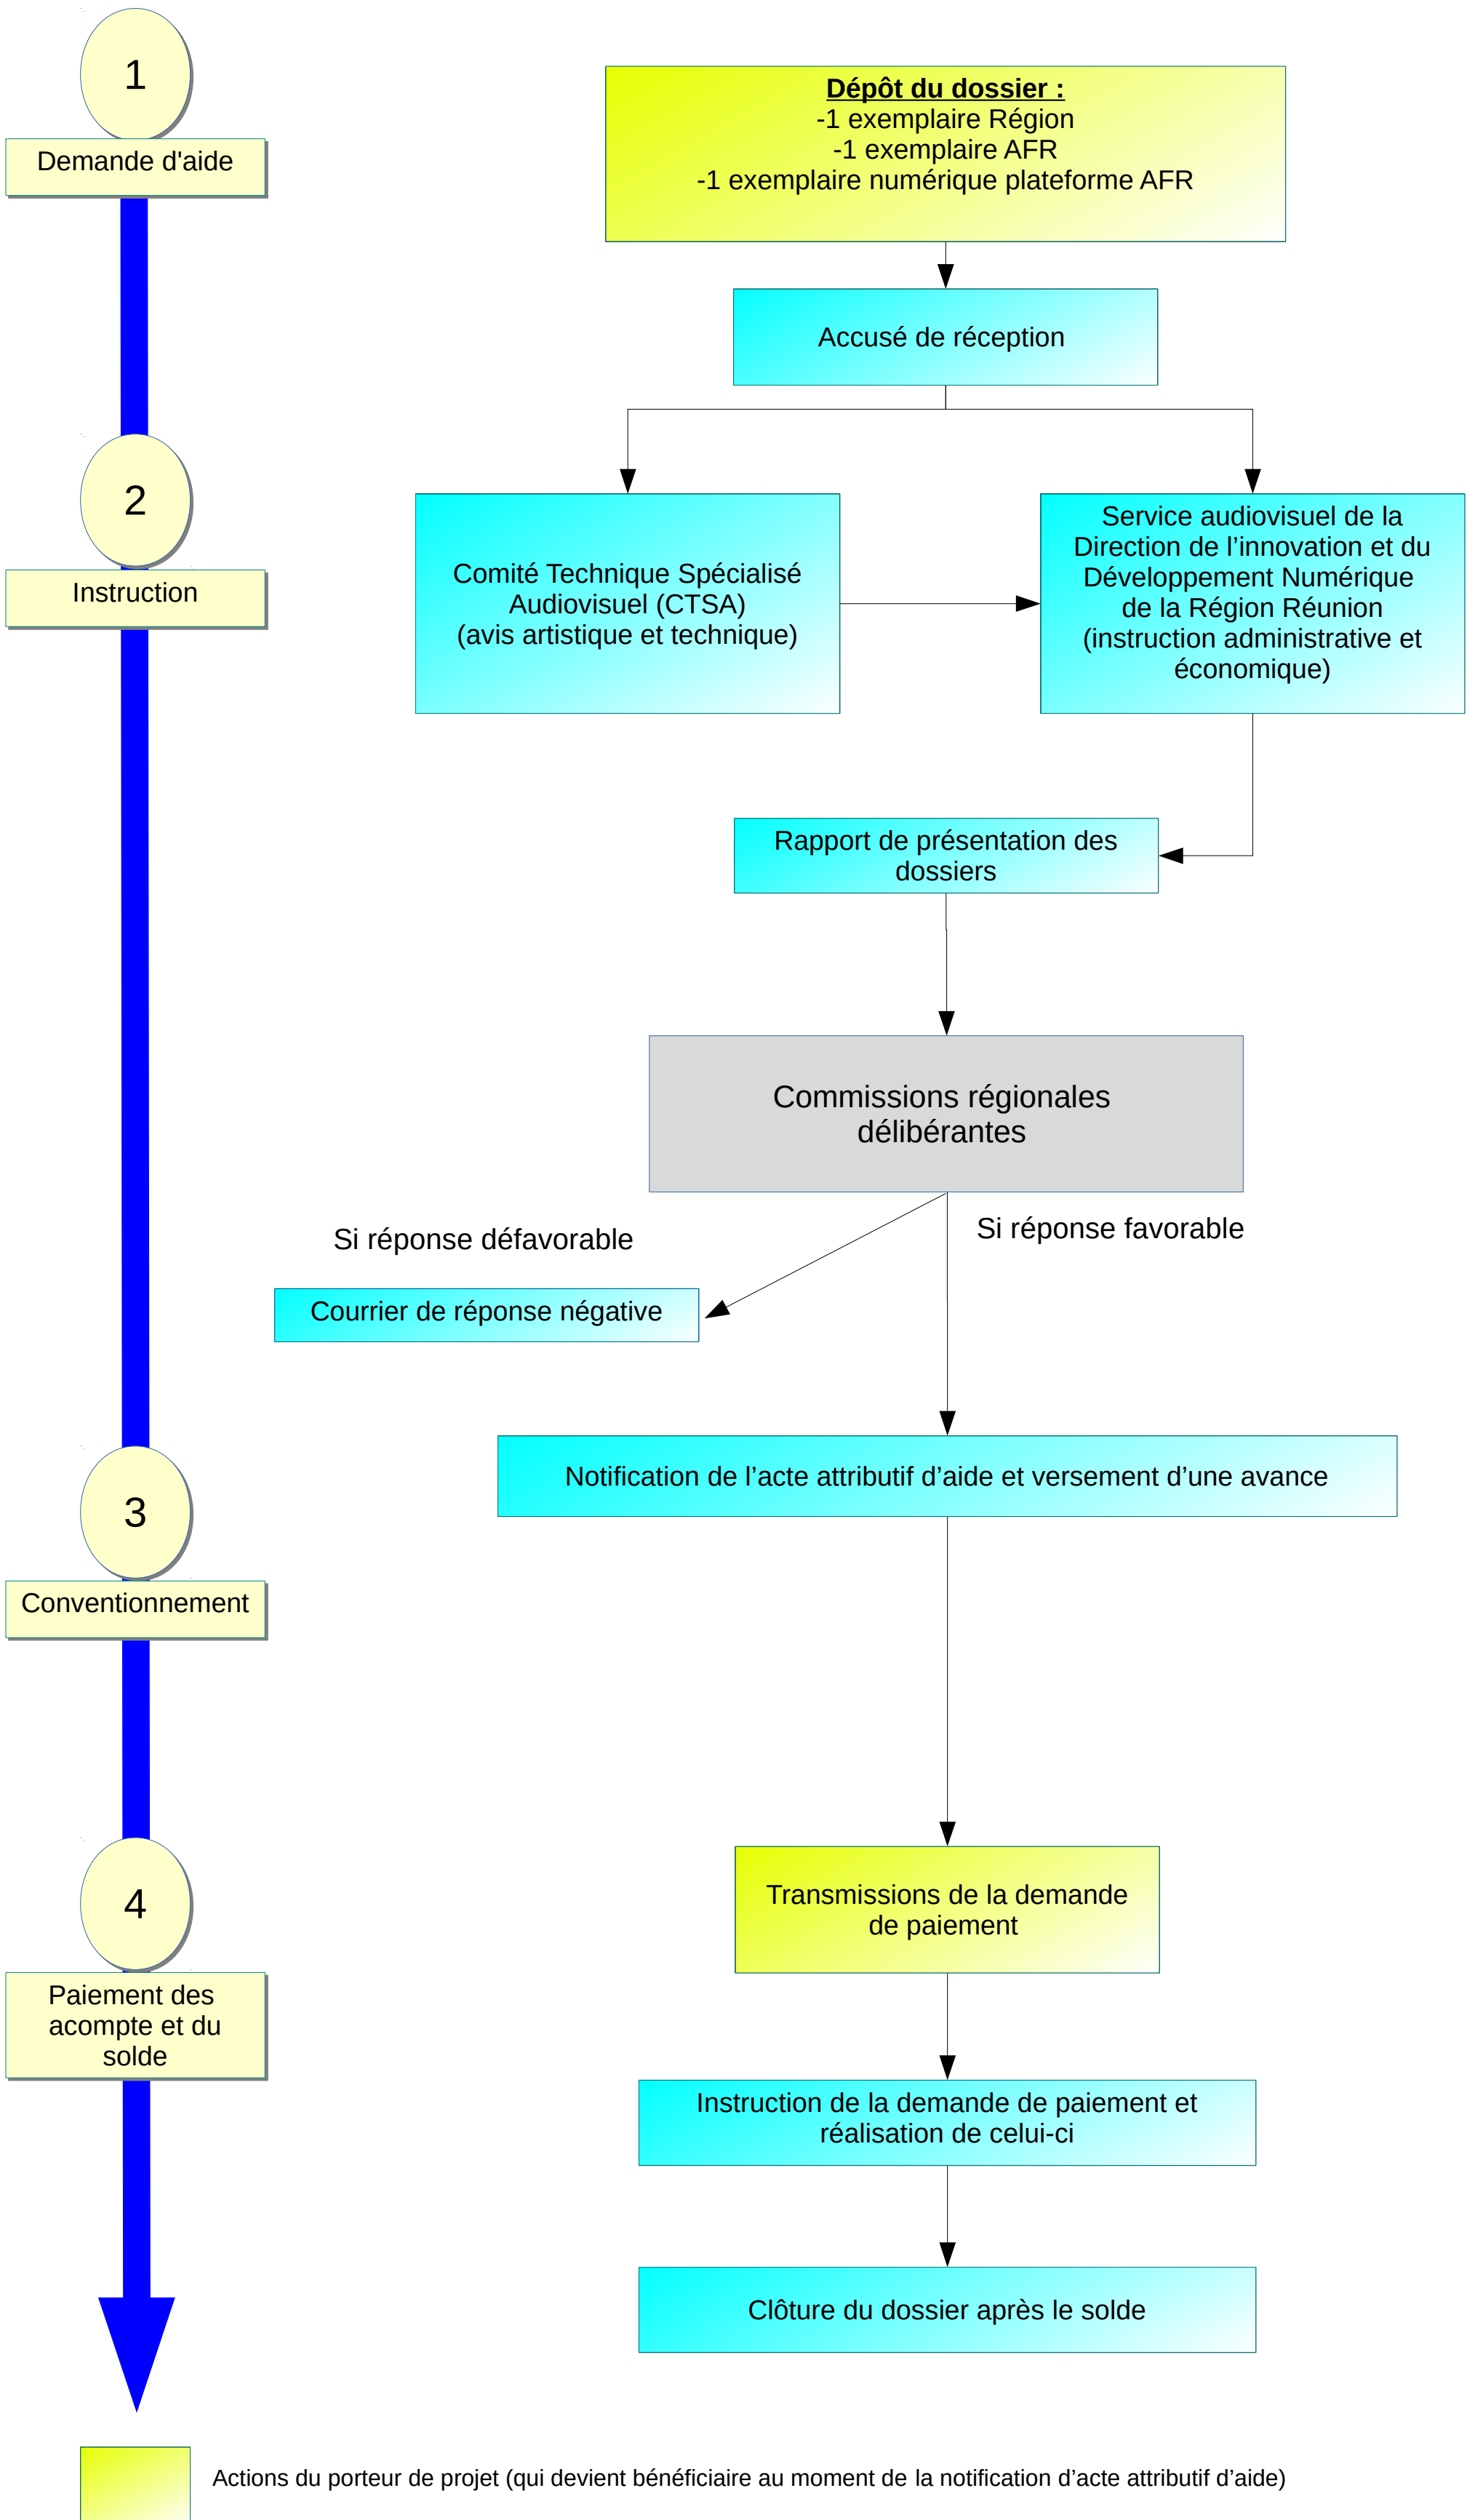 1
Demande d'aide
Dépôt du dossier :
-1 exemplaire Région
-1 exemplaire AFR
-1 exemplaire numérique plateforme AFR
Accusé de réception
2
Instruction
Comité Technique Spécialisé
Audiovisuel (CTSA)
(avis artistique et technique)
Service audiovisuel de la
Direction de l’innovation et du
Développement Numérique
de la Région Réunion
(instruction administrative et
économique)
Rapport de présentation des
dossiers
Commissions régionales
délibérantes
Si réponse défavorable
Si réponse favorable
Courrier de réponse négative
3
Conventionnement
Notification de l’acte attributif d’aide et versement d’une avance
4
Paiement des
acompte et du
solde
Transmissions de la demande
de paiement
Instruction de la demande de paiement et
réalisation de celui-ci
Clôture du dossier après le solde
Actions du porteur de projet (qui devient bénéficiaire au moment de la notification d’acte attributif d’aide)